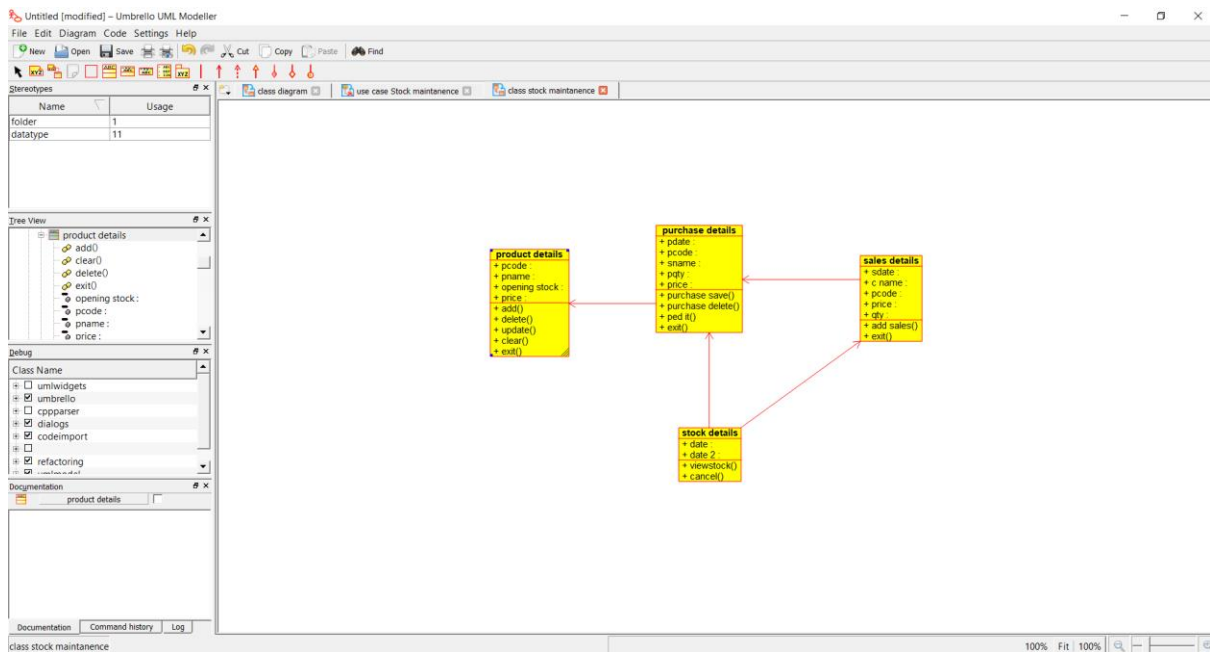 Untitled [modified] – Umbrello UML Modeller
File Edit Diagram Code Settings Help
New Open Save Cut Copy Paste Find
Stereotypes
class diagram use case Stock maintanence class stock maintanence
Name Usage
folder 1
datatype 11
Tree View
product details
add()
clear()
delete()
exit()
opening stock :
pcode :
pname :
price :
Debug
Class Name
umlwidgets
umbrello
cppparser
dialogs
codeimport
refactoring
umlmodel
Documentation
product details
Documentation Command history Log
class stock maintanence
product details
+ pcode :
+ pname :
+ opening stock :
+ price :
+ add()
+ delete()
+ update()
+ clear()
+ exit()
purchase details
+ pdate :
+ pcode :
+ sname :
+ pqty :
+ price :
+ purchase save()
+ purchase delete()
+ ped it()
+ exit()
sales details
+ sdate :
+ c name :
+ pcode :
+ price :
+ qty :
+ add sales()
+ exit()
stock details
+ date :
+ date 2 :
+ viewstock()
+ cancel()
100% Fit 100%